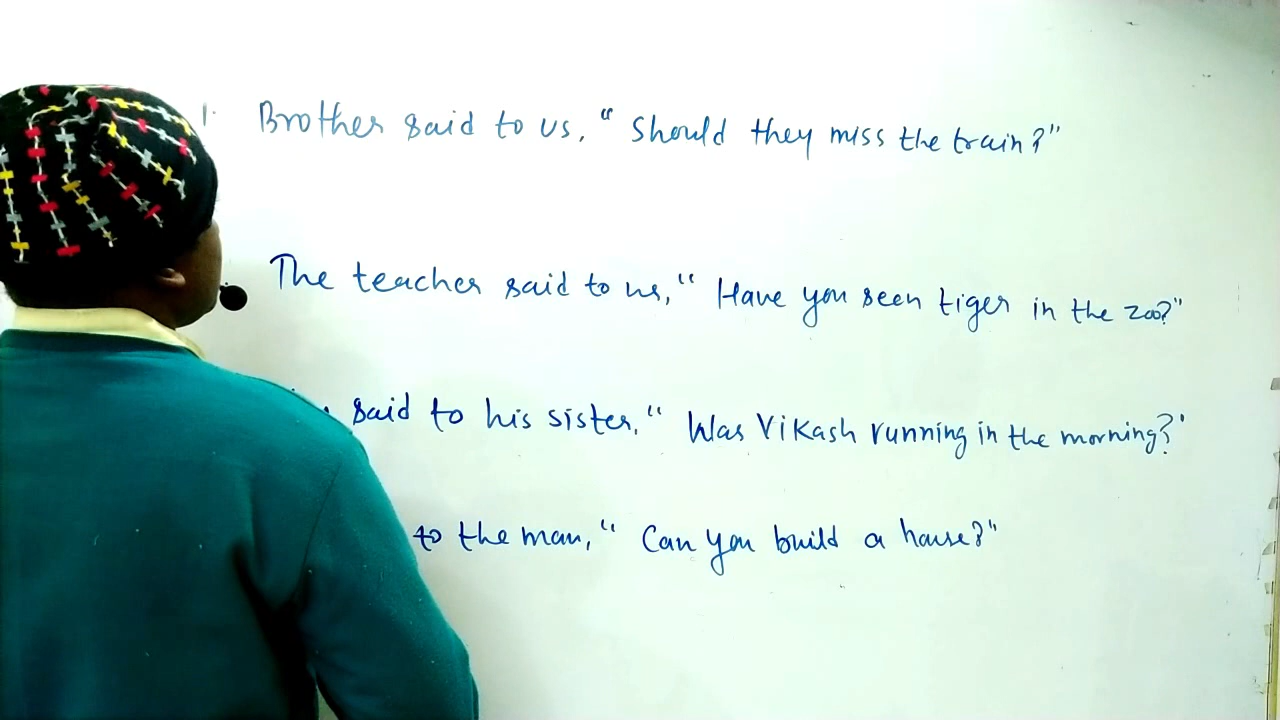 1. Brother said to us, " Should they miss the train?"
The teacher said to us, " Have you seen tiger in the zoo?"
said to his sister, " Was Vikash running in the morning?'
to the man, " Can you build a house?"